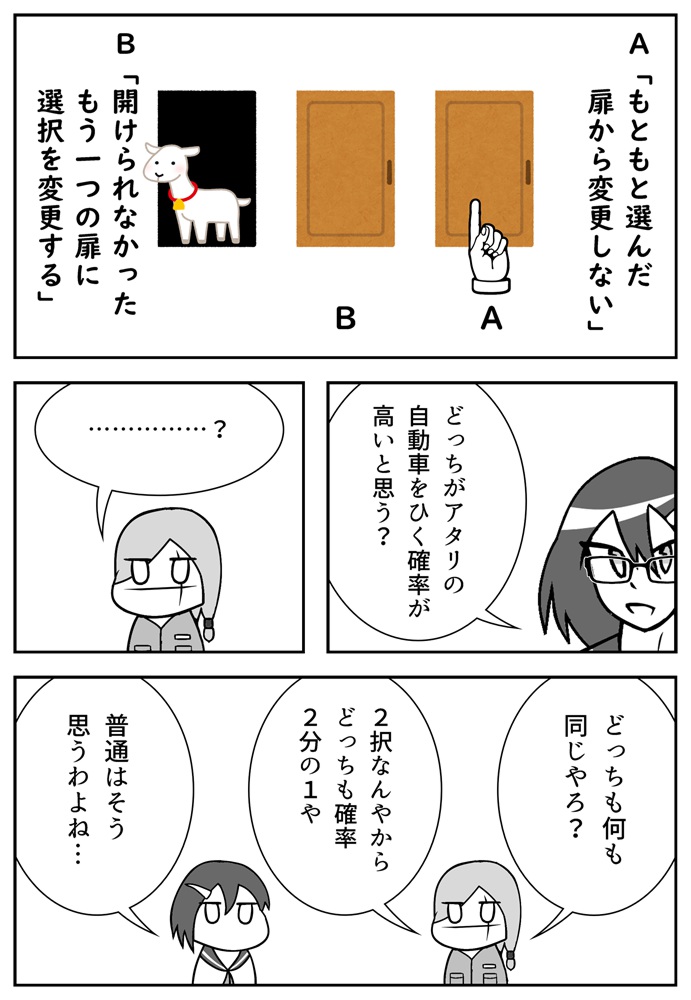 A「もともと選んだ
扉から変更しない」
B「開けられなかった
もう一つの扉に
選択を変更する」
B
A
どっちがアタリの
自動車をひく確率が
高いと思う？
……………？
どっちも何も
同じやろ？
２択なんやから
どっちも確率
２分の１や
普通はそう
思うわよね…